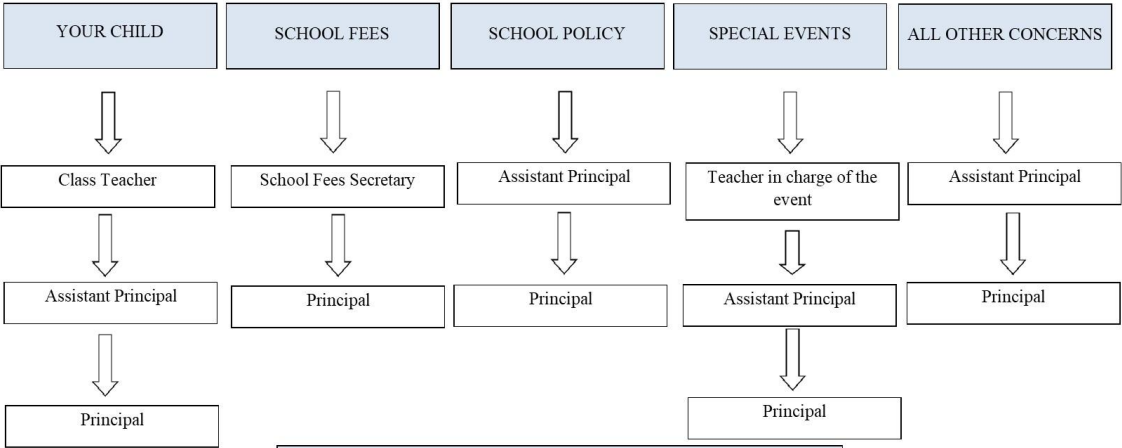 YOUR CHILD
SCHOOL FEES
SCHOOL POLICY
SPECIAL EVENTS
ALL OTHER CONCERNS
Class Teacher
School Fees Secretary
Assistant Principal
Teacher in charge of the
event
Assistant Principal
Assistant Principal
Principal
Principal
Assistant Principal
Principal
Principal
Principal